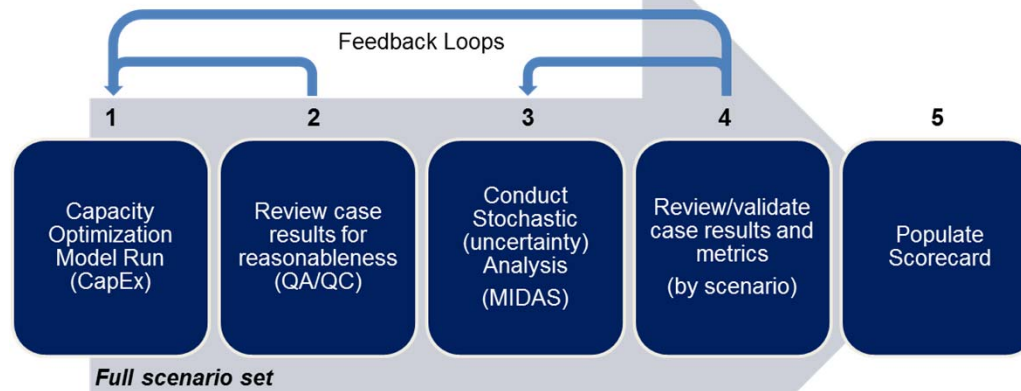 Feedback Loops
1
2
3
4
5
Capacity
Optimization
Model Run
(CapEx)
Review case
results for
reasonableness
(QA/QC)
Conduct
Stochastic
(uncertainty)
Analysis
(MIDAS)
Review/validate
case results and
metrics
(by scenario)
Populate
Scorecard
Full scenario set